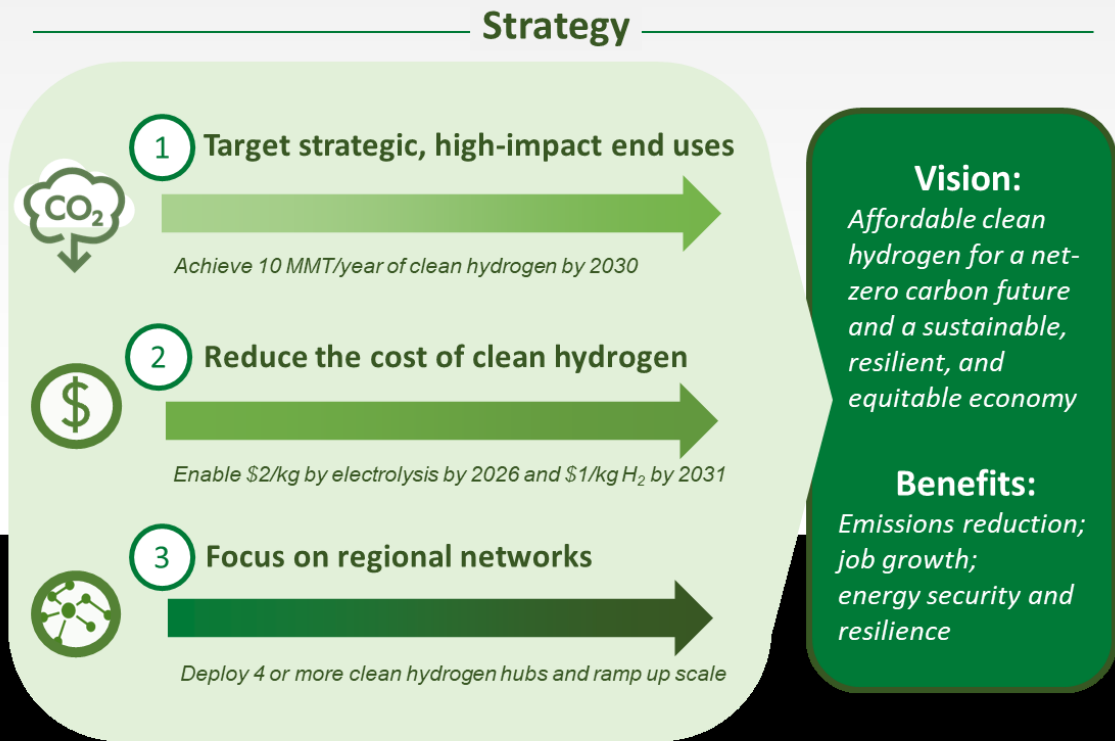 Strategy
1 Target strategic, high-impact end uses
CO₂
Achieve 10 MMT/year of clean hydrogen by 2030
2 Reduce the cost of clean hydrogen
$
Enable $2/kg by electrolysis by 2026 and $1/kg H₂ by 2031
3 Focus on regional networks
Deploy 4 or more clean hydrogen hubs and ramp up scale
Vision:
Affordable clean
hydrogen for a net-
zero carbon future
and a sustainable,
resilient, and
equitable economy
Benefits:
Emissions reduction;
job growth;
energy security and
resilience